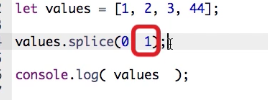 let values = [1, 2, 3, 44];
values.splice(0 1);
console.log( values  );